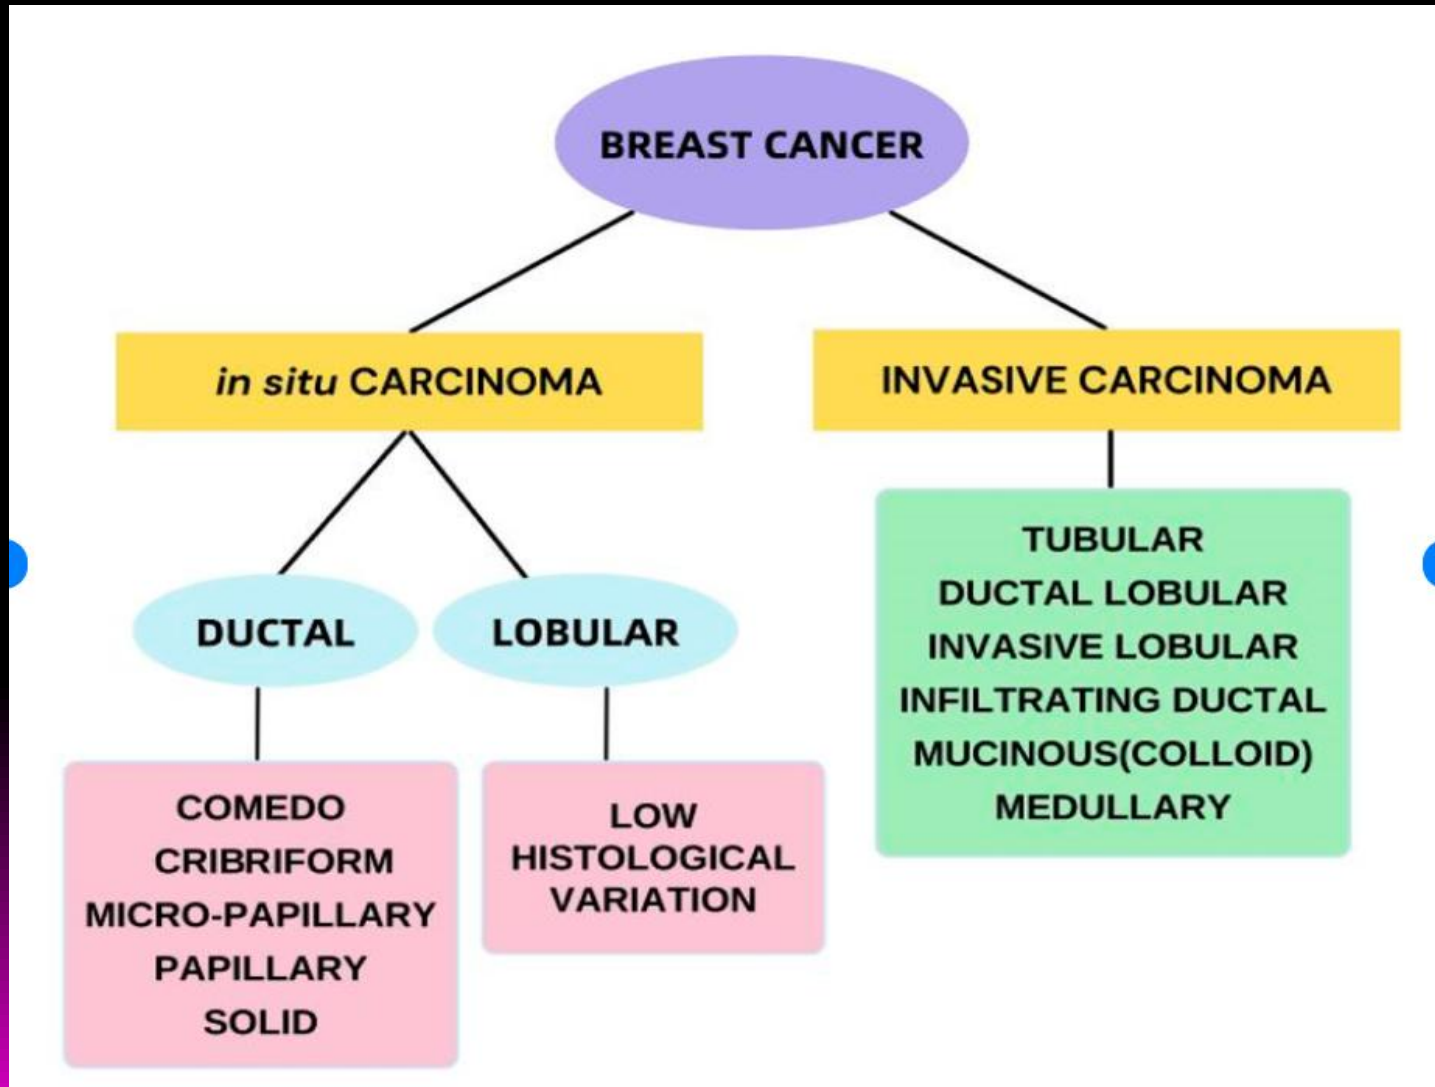 BREAST CANCER
in situ CARCINOMA
INVASIVE CARCINOMA
DUCTAL
LOBULAR
COMEDO
CRIBRIFORM
MICRO-PAPILLARY
PAPILLARY
SOLID
LOW
HISTOLOGICAL
VARIATION
TUBULAR
DUCTAL LOBULAR
INVASIVE LOBULAR
INFILTRATING DUCTAL
MUCINOUS(COLLOID)
MEDULLARY